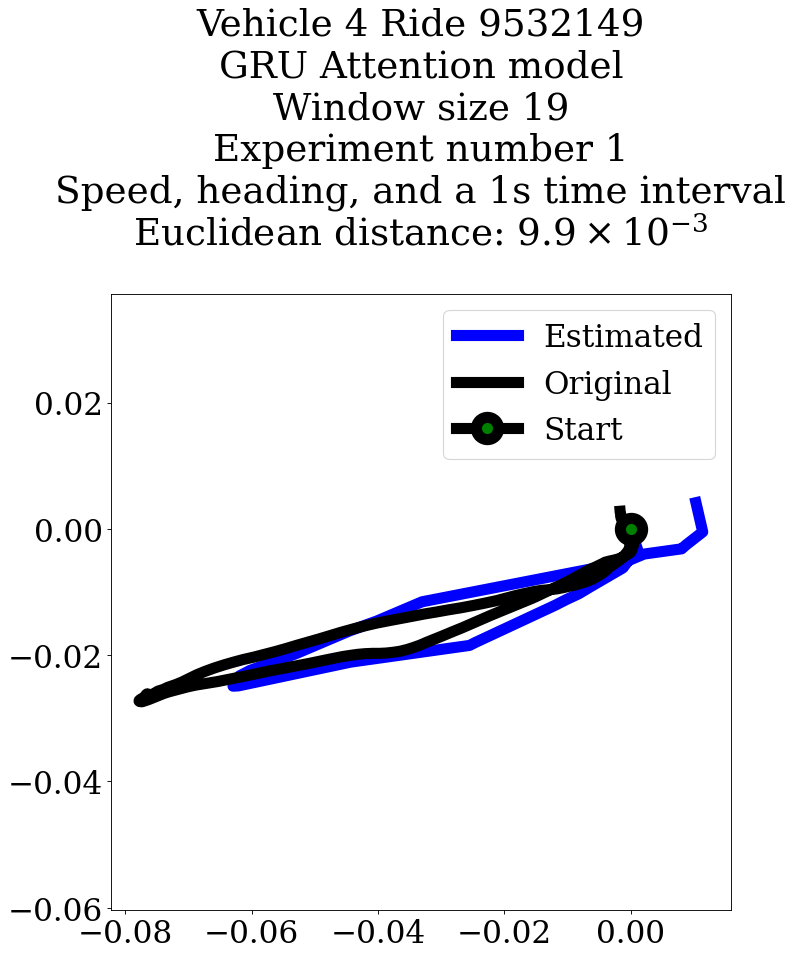 Vehicle 4 Ride 9532149
GRU Attention model
Window size 19
Experiment number 1
Speed, heading, and a 1s time interval
Euclidean distance: 9.9 × 10⁻³
Estimated
Original
Start
0.02
0.00
−0.02
−0.04
−0.06
−0.08 −0.06 −0.04 −0.02 0.00